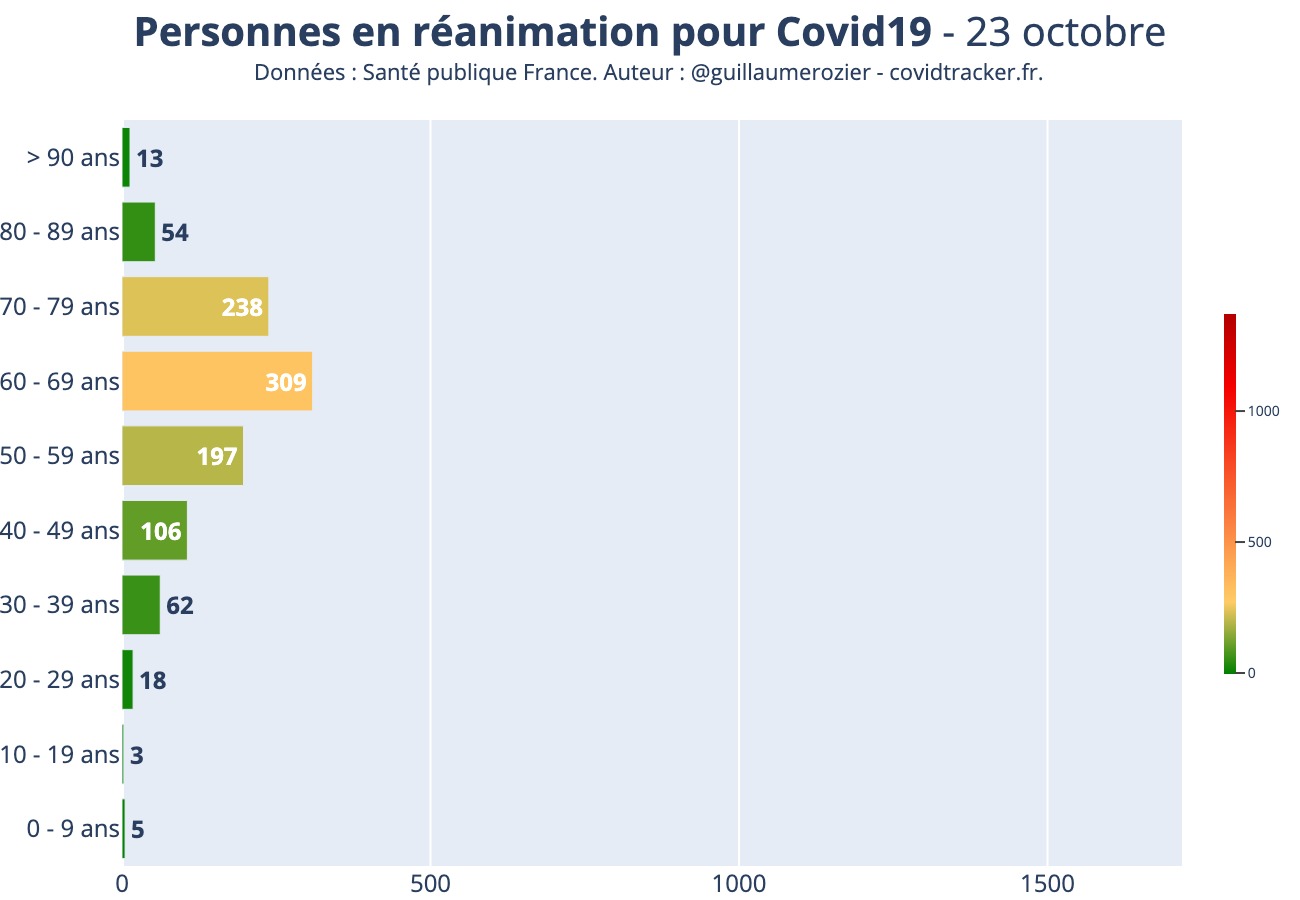 Personnes en réanimation pour Covid19 - 23 octobre
Données : Santé publique France. Auteur : @guillaumerozier - covidtracker.fr.
> 90 ans 13
80 - 89 ans 54
70 - 79 ans 238
60 - 69 ans 309
50 - 59 ans 197
40 - 49 ans 106
30 - 39 ans 62
20 - 29 ans 18
10 - 19 ans 3
0 - 9 ans 5
0 500 1000 1500
1000
500
0